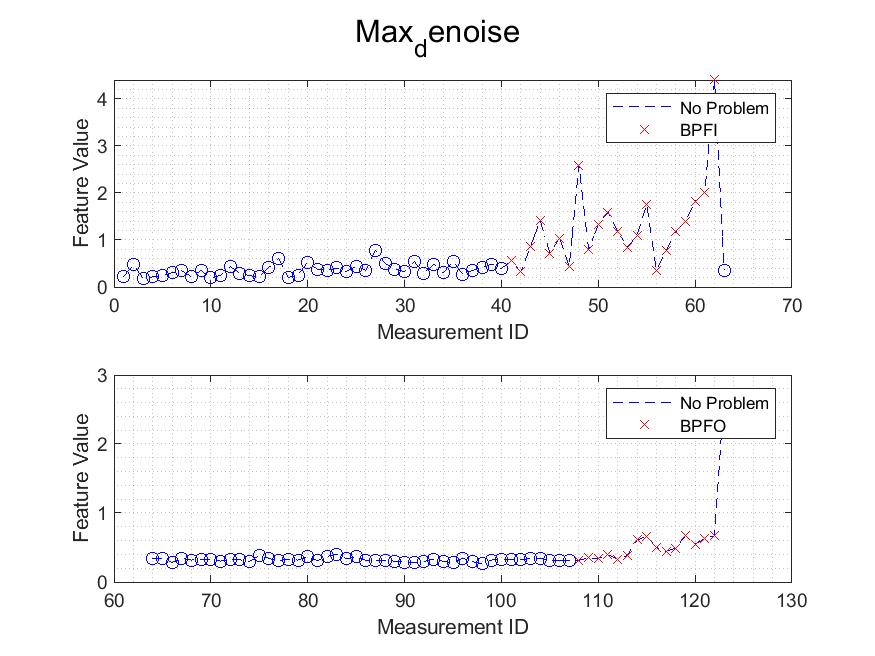 Max_denoise
Feature Value
4
3
2
1
0
No Problem
BPFI
0 10 20 30 40 50 60 70
Measurement ID
Feature Value
3
2
1
0
No Problem
BPFO
60 70 80 90 100 110 120 130
Measurement ID